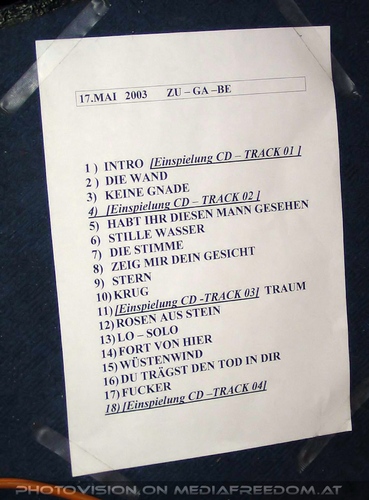 17.MAI 2003 ZU – GA – BE
1 ) INTRO [Einspielung CD – TRACK 01 ]
2 ) DIE WAND
3) KEINE GNADE
4) [Einspielung CD – TRACK 02 ]
5) HABT IHR DIESEN MANN GESEHEN
6) STILLE WASSER
7) DIE STIMME
8) ZEIG MIR DEIN GESICHT
9) STERN
10) KRUG
11) [Einspielung CD -TRACK 03] TRAUM
12) ROSEN AUS STEIN
13) LO – SOLO
14) FORT VON HIER
15) WÜSTENWIND
16) DU TRÄGST DEN TOD IN DIR
17) FUCKER
18) [Einspielung CD – TRACK 04]
PHOTOVISION.ON MEDIAFREEDOM.AT